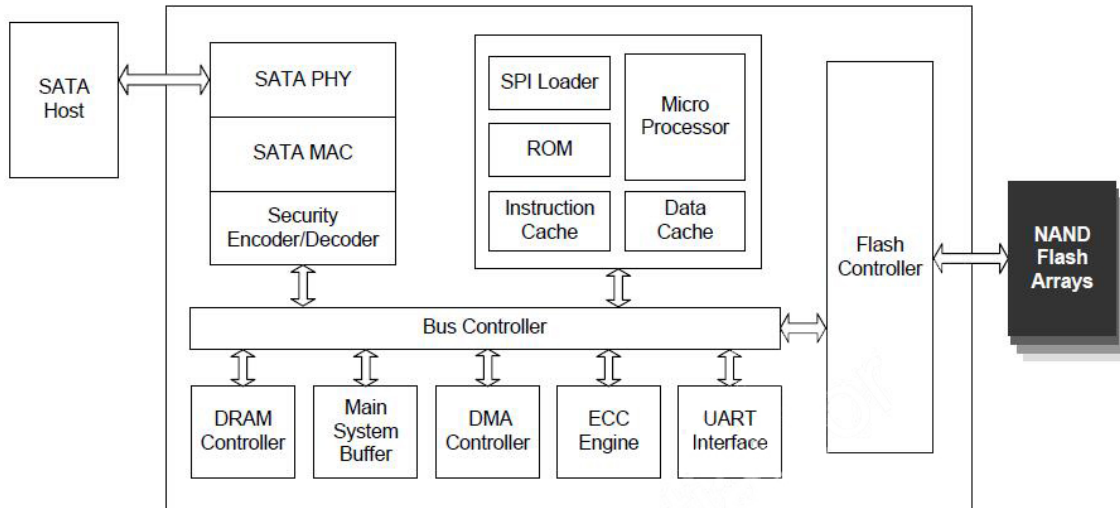 SATA
Host
SATA PHY
SATA MAC
Security
Encoder/Decoder
SPI Loader
ROM
Instruction
Cache
Micro
Processor
Data
Cache
Flash
Controller
NAND
Flash
Arrays
Bus Controller
DRAM
Controller
Main
System
Buffer
DMA
Controller
ECC
Engine
UART
Interface